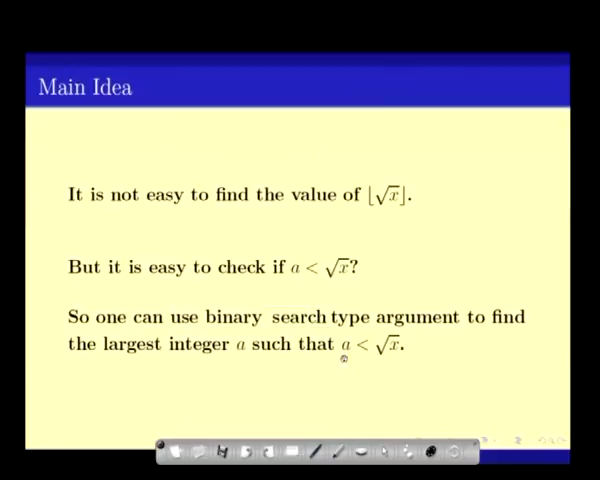 Main Idea
It is not easy to find the value of ⌊√x⌋.
But it is easy to check if a < √x?
So one can use binary search type argument to find
the largest integer a such that a < √x.